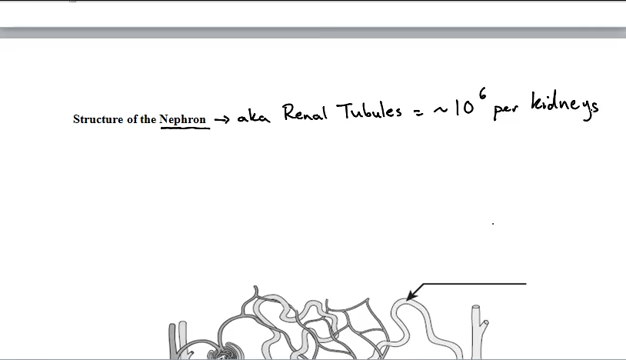 Structure of the Nephron → aka Renal Tubules = ~10⁶ per kidneys